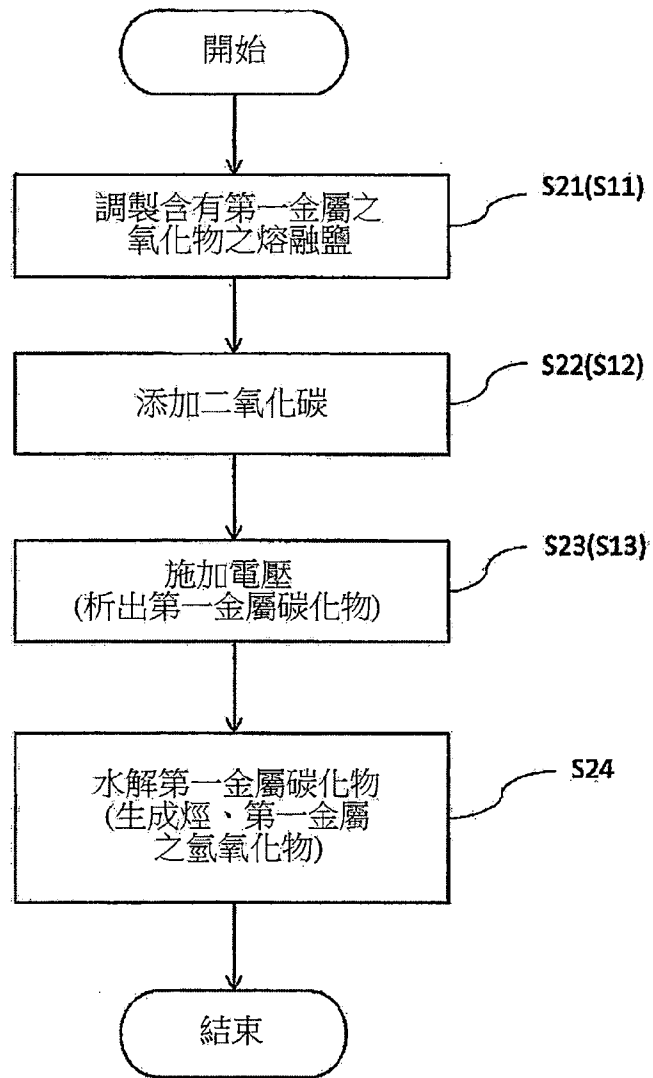 開始
調製含有第一金屬之
氧化物之熔融鹽
S21(S11)
添加二氧化碳
S22(S12)
施加電壓
(析出第一金屬碳化物)
S23(S13)
水解第一金屬碳化物
(生成烴、第一金屬
之氫氧化物)
S24
結束